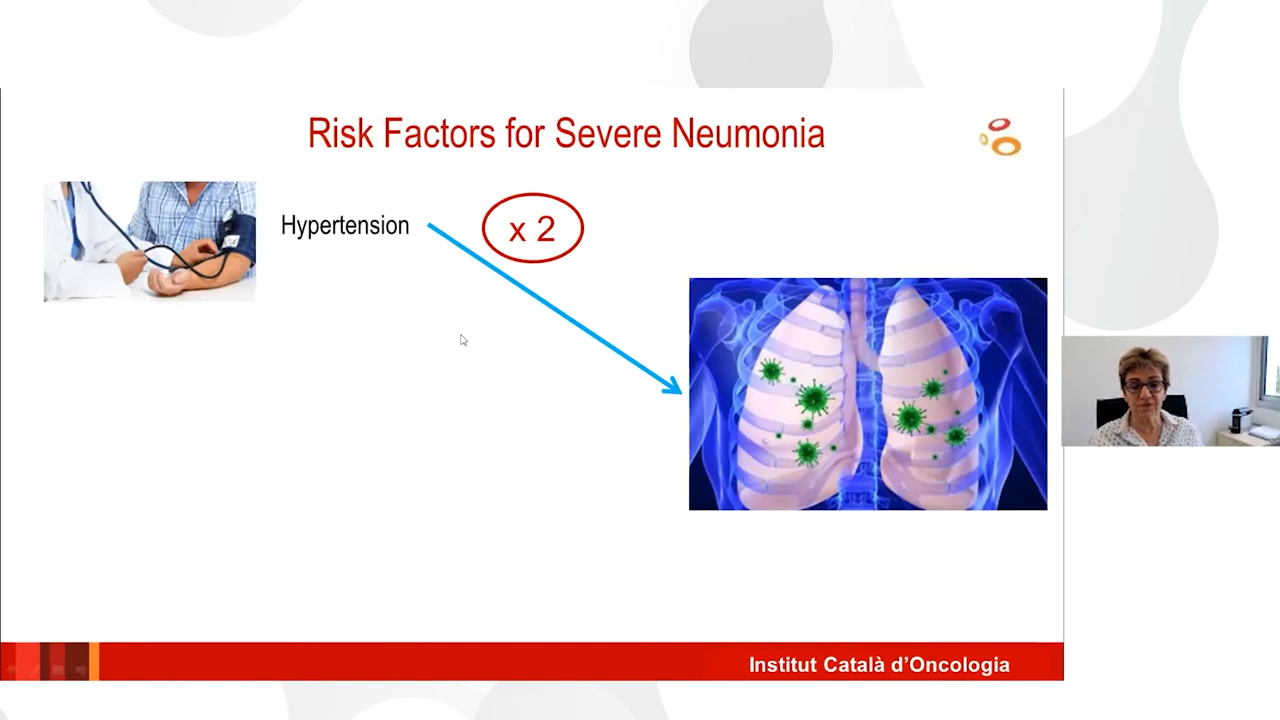 Risk Factors for Severe Neumonia
Hypertension
x 2
Institut Català d'Oncologia